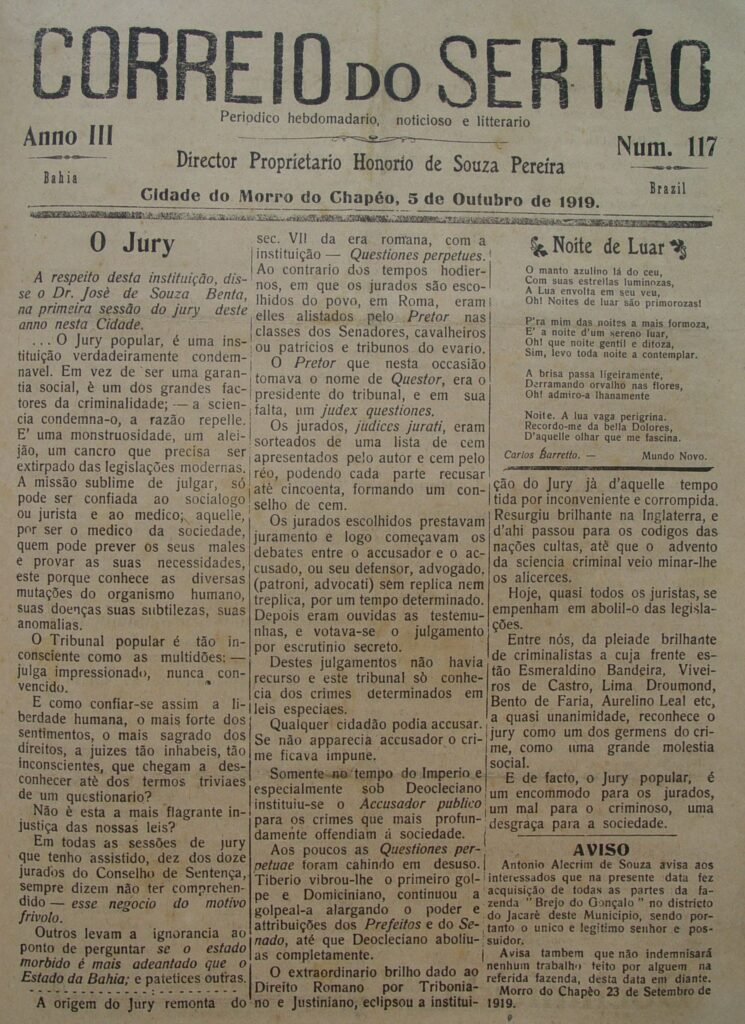 CORREIO DO SERTÃO
Periodico hebdomadario, noticioso e litterario
Anno III
Num. 117
Director Proprietario Honorio de Souza Pereira
Bahia
Brazil
Cidade do Morro do Chapéo, 5 de Outubro de 1919.
O Jury
A respeito desta instituição, dis-
se o Dr. José de Souza Benta,
na primeira sessão do jury deste
anno nesta Cidade.
... O Jury popular, é uma ins-
tituição verdadeiramente condem-
navel. Em vez de ser uma garan-
tia social, è um dos grandes fac-
tores da criminalidade; — a scien-
cia condemna-o, a razão repelle.
E' uma monstruosidade, um alei-
jão, um cancro que precisa ser
extirpado das legislações modernas.
A missão sublime de julgar, só
pode ser confiada ao socialogo
ou jurista e ao medico; aquelle,
por ser o medico da sociedade,
quem pode prever os seus males
e provar as suas necessidades,
este porque conhece as diversas
mutações do organismo humano,
suas doenças suas subtilezas, suas
anomalias.
O Tribunal popular é tão in-
consciente como as multidões: —
julga impressionado, nunca con-
vencido.
E como confiar-se assim a li-
berdade humana, o mais forte dos
sentimentos, o mais sagrado dos
direitos, a juizes tão inhabeis, tão
inconscientes, que chegam a des-
conhecer atè dos termos triviaes
de um questionario?
Não è esta a mais flagrante in-
justiça das nossas leis?
Em todas as sessões de jury
que tenho assistido, dez dos doze
jurados do Conselho de Sentença,
sempre dizem não ter comprehen-
dido — esse negocio do motivo
frivolo.
Outros levam a ignorancia ao
ponto de perguntar se o estado
morbido é mais adeantado que o
Estado da Bahia; e patetices outras.
A origem do Jury remonta do
sec. VII da era romana, com a
instituição — Questiones perpetues.
Ao contrario dos tempos hodier-
nos, em que os jurados são esco-
lhidos do povo, em Roma, eram
elles alistados pelo Pretor nas
classes dos Senadores, cavalheiros
ou patricios e tribunos do evario.
O Pretor que nesta occasião
tomava o nome de Questor, era o
presidente do tribunal, e em sua
falta, um judex questiones.
Os jurados, judices jurati, eram
sorteados de uma lista de cem
apresentados pelo autor e cem pelo
réo, podendo cada parte recusar
até cincoenta, formando um con-
selho de cem.
Os jurados escolhidos prestavam
juramento e logo começavam os
debates entre o accusador e o ac-
cusado, ou seu defensor, advogado,
(patroni, advocati) sem replica nem
treplica, por um tempo determinado.
Depois eram ouvidas as testemu-
nhas, e votava-se o julgamento
por escrutinio secreto.
Destes julgamentos não havia
recurso e este tribunal sò conhe-
cia dos crimes determinados em
leis especiaes.
Qualquer cidadão podia accusar.
Se não apparecia accusador o cri-
me ficava impune.
Somente no tempo do Imperio e
especialmente sob Deocleciano
instituiu-se o Accusador publico
para os crimes que mais profun-
damente offendiam á sociedade.
Aos poucos as Questiones per-
petuae foram cahindo em desuso.
Tiberio vibrou-lhe o primeiro gol-
pe e Domiciniano, continuou a
golpeal-a alargando o poder e
attribuições dos Prefeitos e do Se-
nado, até que Deocleciano aboliu-
as completamente.
O extraordinario brilho dado ao
Direito Romano por Tribonia-
no e Justiniano, eclipsou a institui-
Noite de Luar
O manto azulino lá do ceu,
Com suas estrellas luminozas,
A Lua envolta em seu veu,
Oh! Noites de luar são primorozas!
P'ra mim das noites a mais formoza,
E' a noite d'um sereno luar,
Oh! que noite gentil e ditoza,
Sim, levo toda noite a contemplar.
A brisa passa ligeiramente,
Derramando orvalho nas flores,
Oh! admiro-a lhanamente
Noite. A lua vaga perigrina.
Recordo-me da bella Dolores,
D'aquelle olhar que me fascina.
Carlos Barretto. — Mundo Novo.
ção do Jury já d'aquelle tempo
tida por inconveniente e corrompida.
Resurgiu brilhante na Inglaterra, e
d'ahi passou para os codigos das
nações cultas, até que o advento
da sciencia criminal veio minar-lhe
os alicerces.
Hoje, quasi todos os juristas, se
empenham em abolil-o das legisla-
ções.
Entre nós, da pleiade brilhante
de criminalistas a cuja frente es-
tão Esmeraldino Bandeira, Vivei-
ros de Castro, Lima Droumond,
Bento de Faria, Aurelino Leal etc,
a quasi unanimidade, reconhece o
jury como um dos germens do cri-
me, como uma grande molestia
social.
E de facto, o Jury popular, é
um encommodo para os jurados,
um mal para o criminoso, uma
desgraça para a sociedade.
AVISO
Antonio Alecrim de Souza avisa aos
interessados que na presente data fez
acquisição de todas as partes da fa-
zenda " Brejo do Gonçalo " no districto
do Jacaré deste Municipio, sendo por-
tanto o unico e legitimo senhor e pos-
suidor.
Avisa tambem que não indemnisará
nenhum trabalho feito por alguem na
referida fazenda, desta data em diante.
Morro do Chapèo 23 de Setembro de
1919.